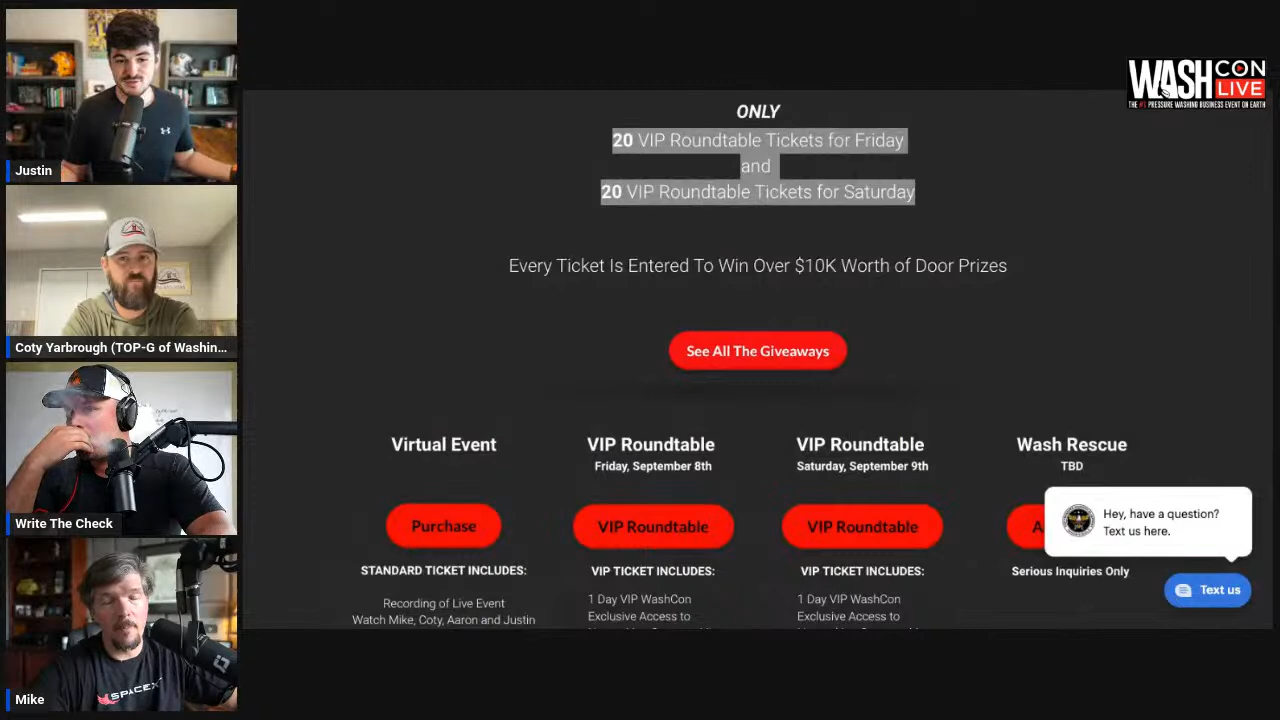 Justin
Coty Yarbrough (TOP-G of Washin...
Write The Check
SPACEX
Mike
WASHCON LIVE
THE #1 PRESSURE WASHING BUSINESS EVENT ON EARTH
ONLY
20 VIP Roundtable Tickets for Friday
and
20 VIP Roundtable Tickets for Saturday
Every Ticket Is Entered To Win Over $10K Worth of Door Prizes
See All The Giveaways
Virtual Event
Purchase
STANDARD TICKET INCLUDES:
Recording of Live Event
Watch Mike, Coty, Aaron and Justin
VIP Roundtable
Friday, September 8th
VIP Roundtable
VIP TICKET INCLUDES:
1 Day VIP WashCon
Exclusive Access to
VIP Roundtable
Saturday, September 9th
VIP Roundtable
VIP TICKET INCLUDES:
1 Day VIP WashCon
Exclusive Access to
Wash Rescue
TBD
A
Serious Inquiries Only
Hey, have a question?
Text us here.
Text us